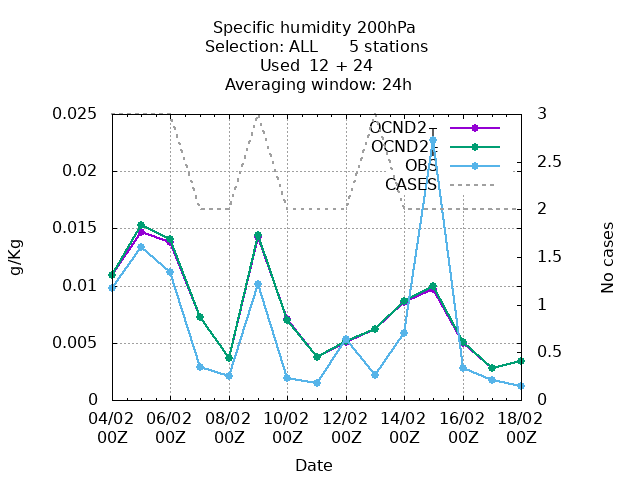 Specific humidity 200hPa
Selection: ALL      5 stations
Used  12 + 24
Averaging window: 24h
0.025
0.02
0.015
0.01
0.005
0
g/Kg
3
2.5
2
1.5
1
0.5
0
No cases
OCND2
OCND2
OBS
CASES
04/02 06/02 08/02 10/02 12/02 14/02 16/02 18/02
00Z 00Z 00Z 00Z 00Z 00Z 00Z 00Z
Date